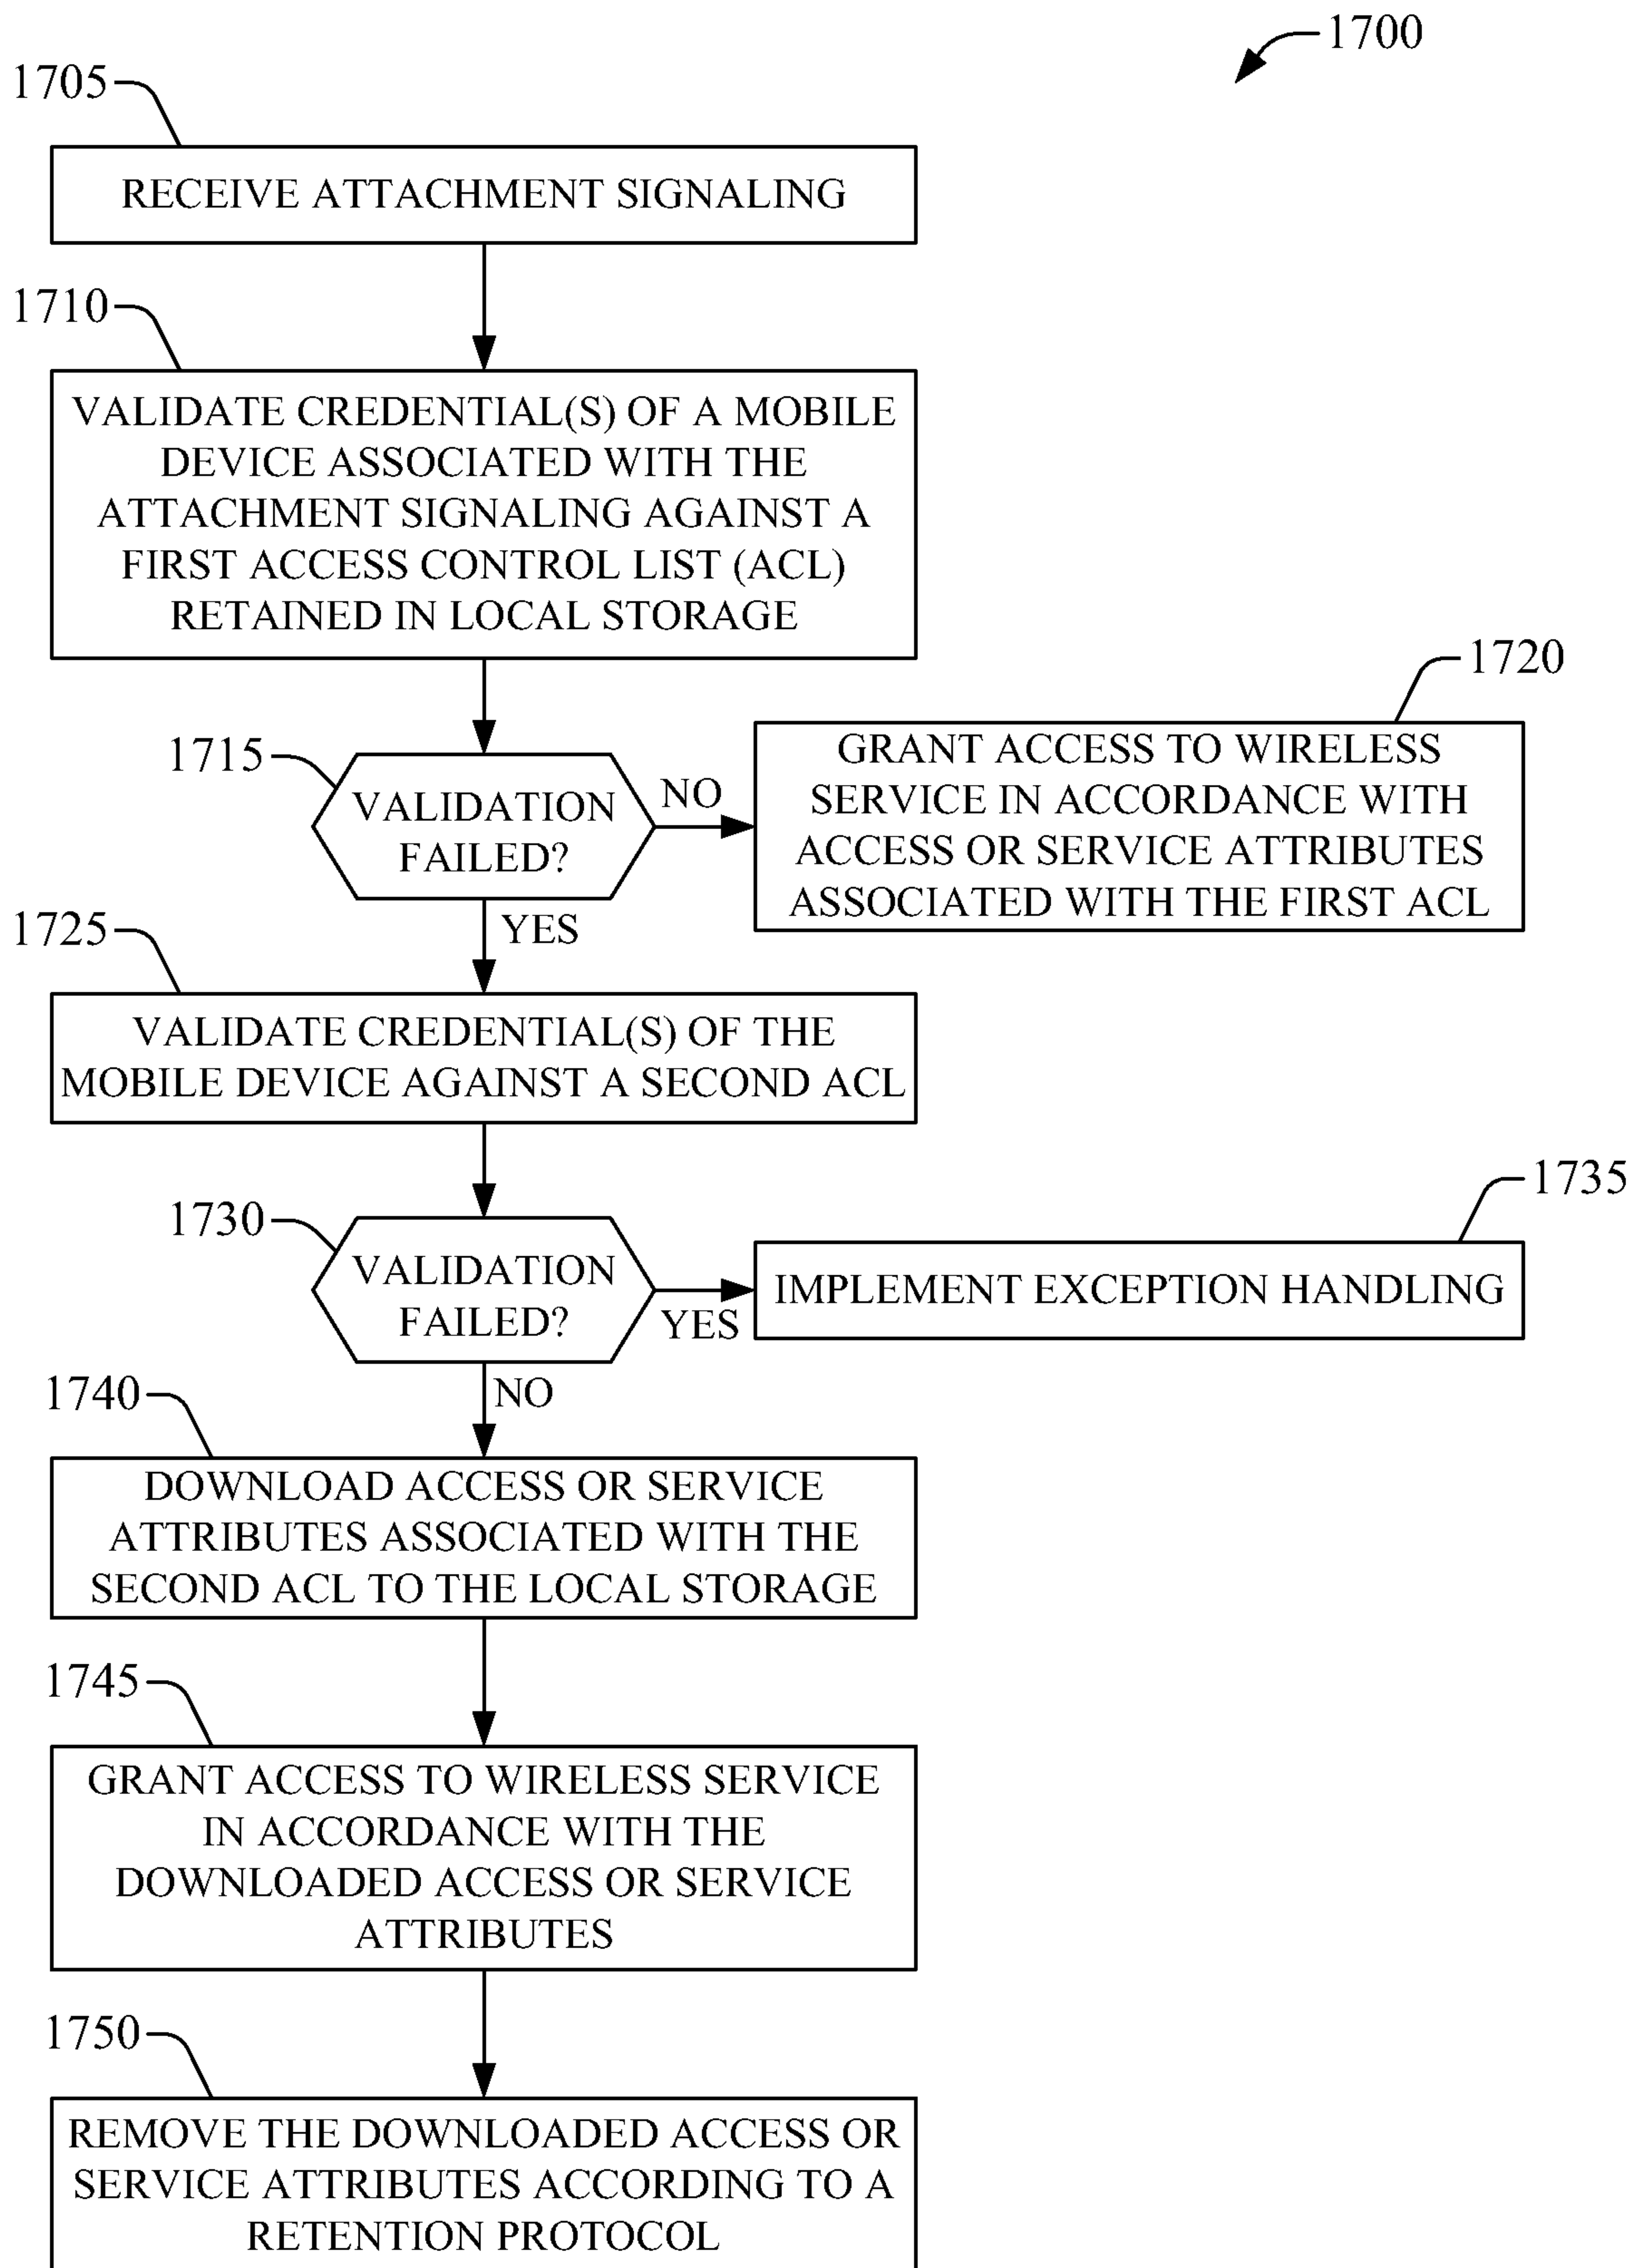 1700
1705
RECEIVE ATTACHMENT SIGNALING
1710
VALIDATE CREDENTIAL(S) OF A MOBILE
DEVICE ASSOCIATED WITH THE
ATTACHMENT SIGNALING AGAINST A
FIRST ACCESS CONTROL LIST (ACL)
RETAINED IN LOCAL STORAGE
1715
VALIDATION
FAILED?
NO
1720
GRANT ACCESS TO WIRELESS
SERVICE IN ACCORDANCE WITH
ACCESS OR SERVICE ATTRIBUTES
ASSOCIATED WITH THE FIRST ACL
YES
1725
VALIDATE CREDENTIAL(S) OF THE
MOBILE DEVICE AGAINST A SECOND ACL
1730
VALIDATION
FAILED?
YES
1735
IMPLEMENT EXCEPTION HANDLING
NO
1740
DOWNLOAD ACCESS OR SERVICE
ATTRIBUTES ASSOCIATED WITH THE
SECOND ACL TO THE LOCAL STORAGE
1745
GRANT ACCESS TO WIRELESS SERVICE
IN ACCORDANCE WITH THE
DOWNLOADED ACCESS OR SERVICE
ATTRIBUTES
1750
REMOVE THE DOWNLOADED ACCESS OR
SERVICE ATTRIBUTES ACCORDING TO A
RETENTION PROTOCOL